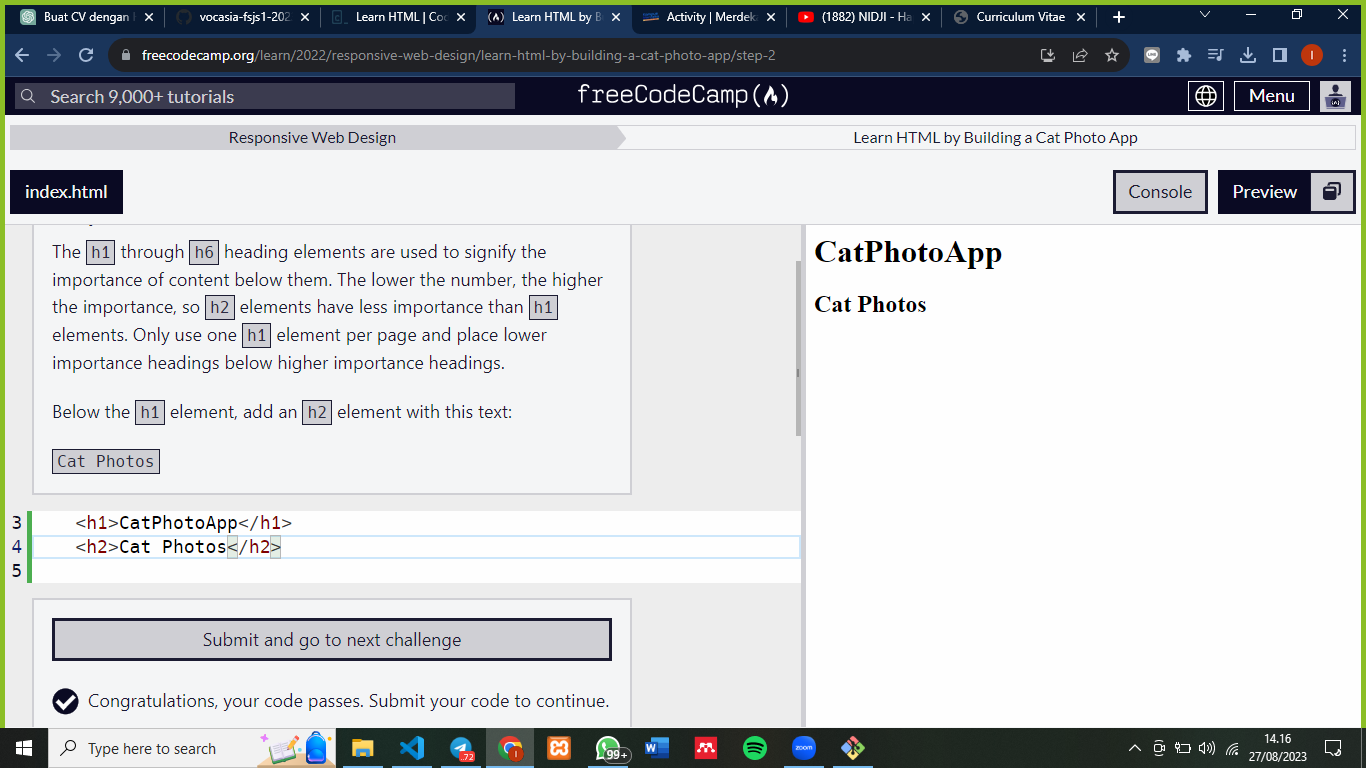 Buat CV dengan
vocasia-fsjs1-202
Learn HTML | Coc
Learn HTML by B
Activity | Merdek
(1882) NIDJI - Ha
Curriculum Vitae
freecodecamp.org/learn/2022/responsive-web-design/learn-html-by-building-a-cat-photo-app/step-2
I
Search 9,000+ tutorials
freeCodeCamp
Menu
Responsive Web Design
Learn HTML by Building a Cat Photo App
index.html
Console
Preview
The h1 through h6 heading elements are used to signify the
importance of content below them. The lower the number, the higher
the importance, so h2 elements have less importance than h1
elements. Only use one h1 element per page and place lower
importance headings below higher importance headings.
Below the h1 element, add an h2 element with this text:
Cat Photos
3 <h1>CatPhotoApp</h1>
4 <h2>Cat Photos</h2>
5
Submit and go to next challenge
Congratulations, your code passes. Submit your code to continue.
CatPhotoApp
Cat Photos
Type here to search
72
99+
zoom
14.16
27/08/2023